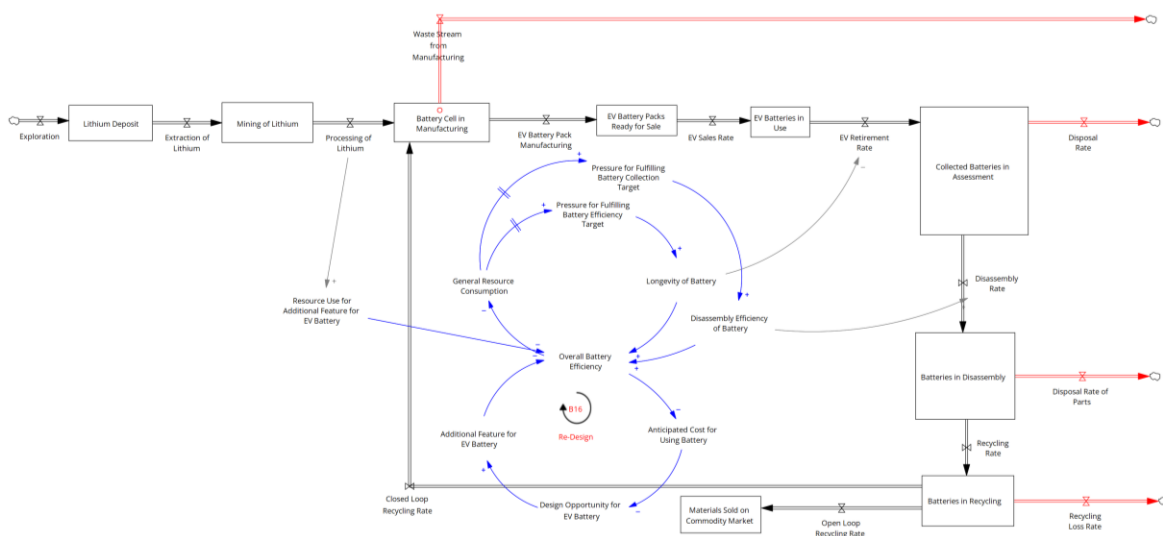 Waste Stream
from
Manufacturing
Exploration
Lithium Deposit
Extraction of
Lithium
Mining of Lithium
Processing of
Lithium
Battery Cell in
Manufacturing
EV Battery Pack
Manufacturing
EV Battery Packs
Ready for Sale
EV Sales Rate
EV Batteries in
Use
EV Retirement
Rate
Collected Batteries in
Assessment
Disposal
Rate
+
Pressure for Fulfilling
Battery Collection
Target
–
+
Pressure for Fulfilling
Battery Efficiency
Target
+
General Resource
Consumption
Longevity of Battery
Disassembly
Rate
+
Resource Use for
Additional Feature for
EV Battery
–
+
Disassembly Efficiency
of Battery
–
–
Overall Battery
Efficiency
+
+
Batteries in Disassembly
Disposal Rate of
Parts
B16
Re-Design
–
Additional Feature for
EV Battery
Anticipated Cost for
Using Battery
Recycling
Rate
+
Closed Loop
Recycling Rate
Design Opportunity for
EV Battery
–
Materials Sold on
Commodity Market
Open Loop
Recycling Rate
Batteries in Recycling
Recycling
Loss Rate